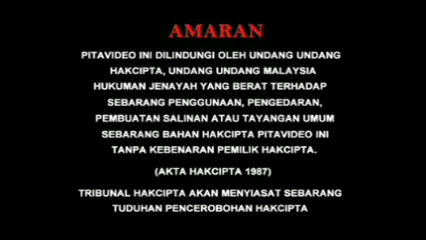 AMARAN
PITAVIDEO INI DILINDUNGI OLEH UNDANG UNDANG
HAKCIPTA, UNDANG UNDANG MALAYSIA
HUKUMAN JENAYAH YANG BERAT TERHADAP
SEBARANG PENGGUNAAN, PENGEDARAN,
PEMBUATAN SALINAN ATAU TAYANGAN UMUM
SEBARANG BAHAN HAKCIPTA PITAVIDEO INI
TANPA KEBENARAN PEMILIK HAKCIPTA.
(AKTA HAKCIPTA 1987)
TRIBUNAL HAKCIPTA AKAN MENYIASAT SEBARANG
TUDUHAN PENCEROBOHAN HAKCIPTA